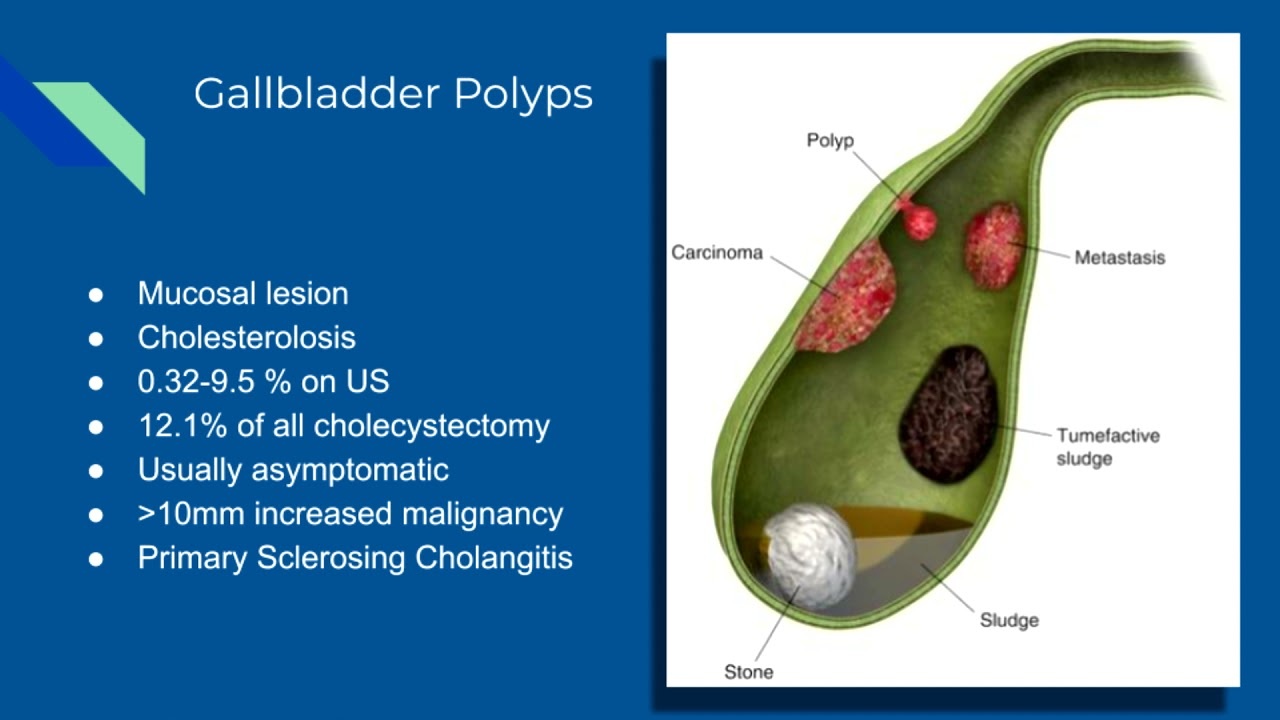 Gallbladder Polyps
● Mucosal lesion
● Cholesterolosis
● 0.32-9.5 % on US
● 12.1% of all cholecystectomy
● Usually asymptomatic
● >10mm increased malignancy
● Primary Sclerosing Cholangitis
Polyp
Carcinoma
Metastasis
Tumefactive
sludge
Sludge
Stone